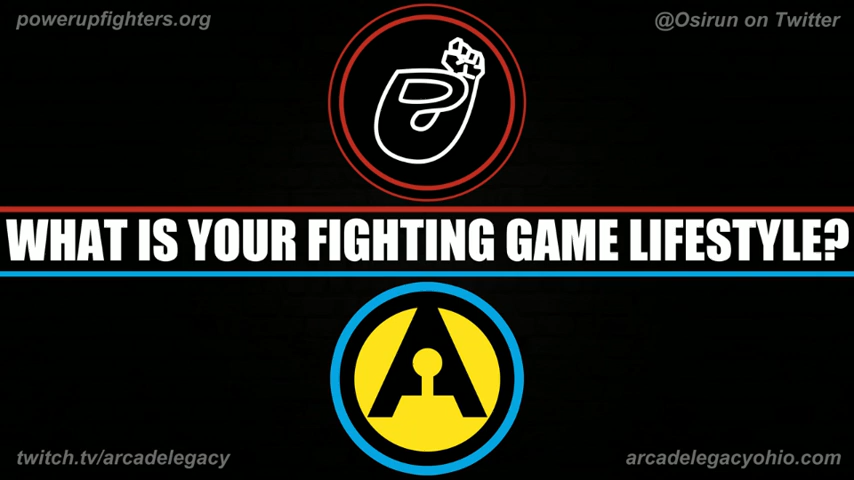 powerupfighters.org
@Osirun on Twitter
WHAT IS YOUR FIGHTING GAME LIFESTYLE?
A
twitch.tv/arcadelegacy
arcadelegacyohio.com